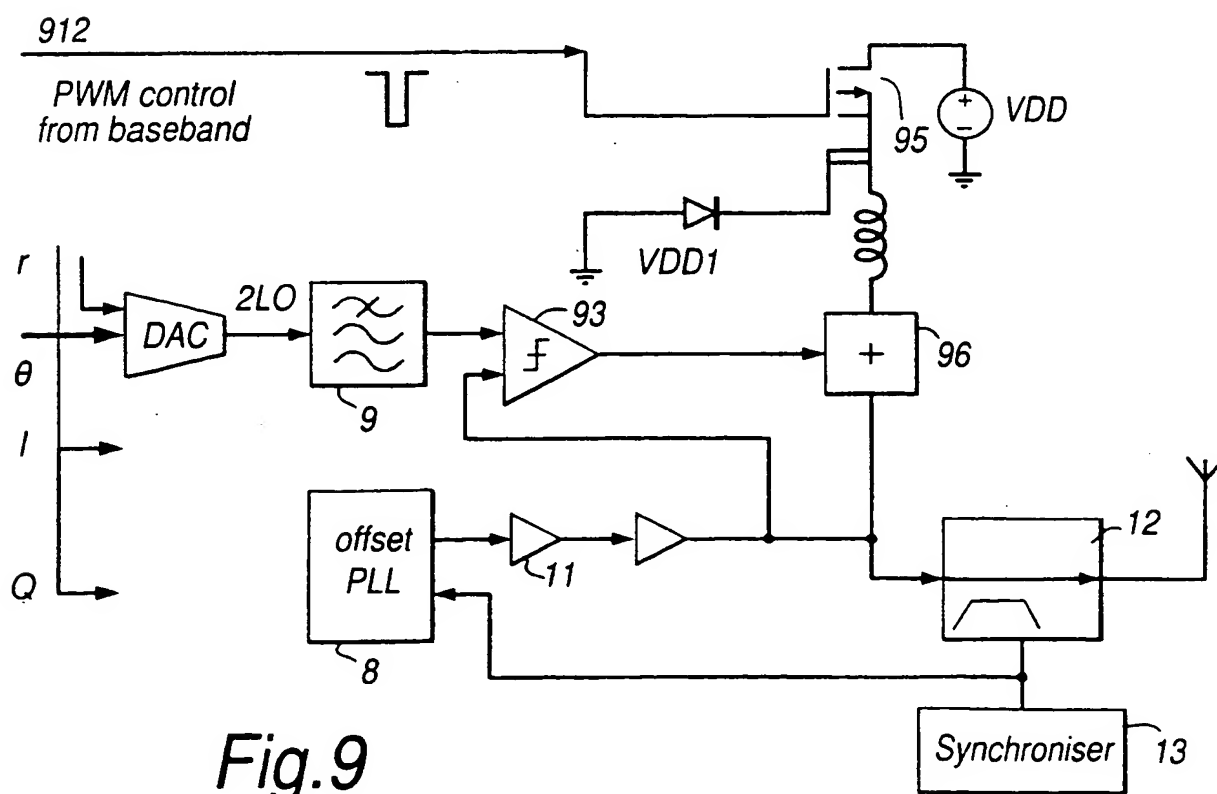 912
PWM control
from baseband
95
VDD
VDD1
r
θ
I
Q
DAC
2LO
9
93
+
96
offset
PLL
8
11
12
Synchroniser
13
Fig.9